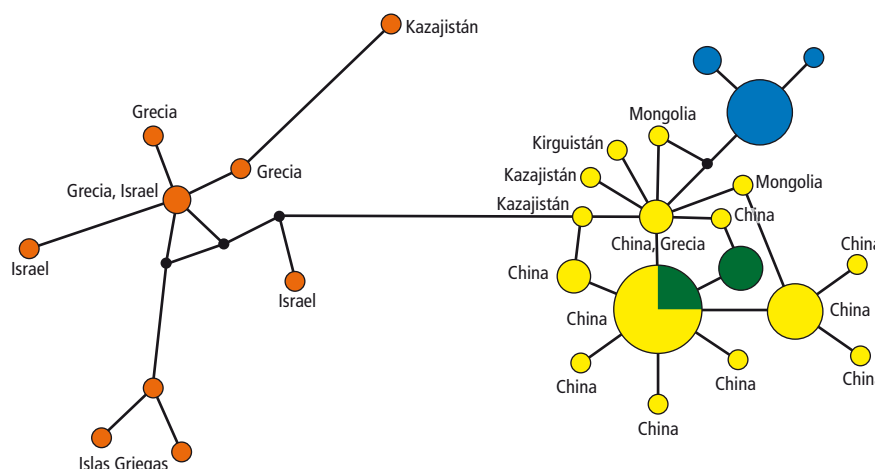 Kazajistán
Grecia
Mongolia
Kirguistán
Grecia
Kazajistán
Mongolia
Grecia, Israel
Kazajistán
China
China, Grecia
China
Israel
China
Israel
China
China
China
China
China
China
Islas Griegas